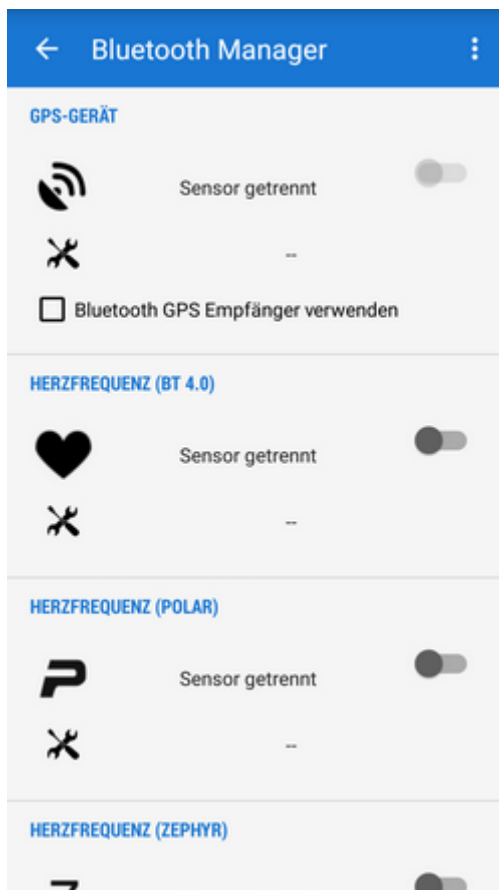 Bluetooth Manager
GPS-GERÄT
Sensor getrennt
--
Bluetooth GPS Empfänger verwenden
HERZFREQUENZ (BT 4.0)
Sensor getrennt
--
HERZFREQUENZ (POLAR)
Sensor getrennt
--
HERZFREQUENZ (ZEPHYR)